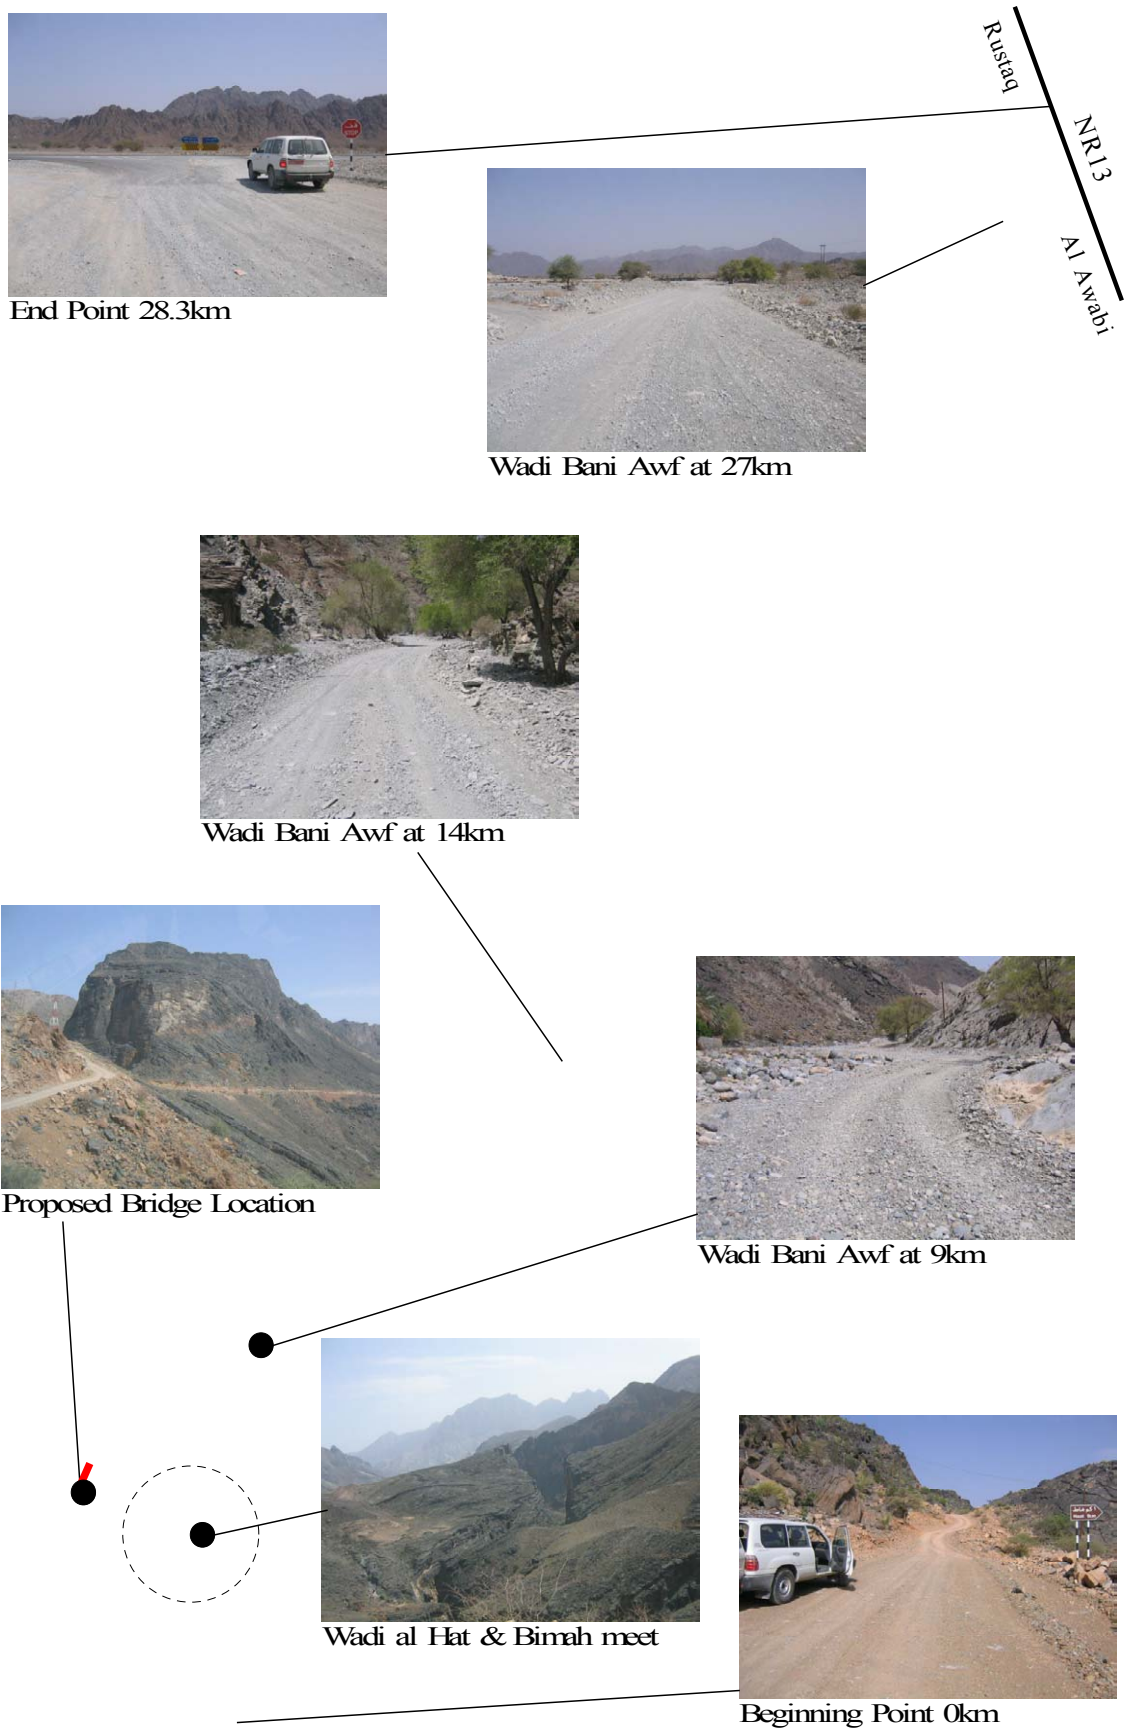 Rustaq
NR13
Al Awabi
STOP
End Point 28.3km
Wadi Bani Awf at 27km
Wadi Bani Awf at 14km
Proposed Bridge Location
Wadi Bani Awf at 9km
Wadi al Hat & Bimah meet
Beginning Point 0km